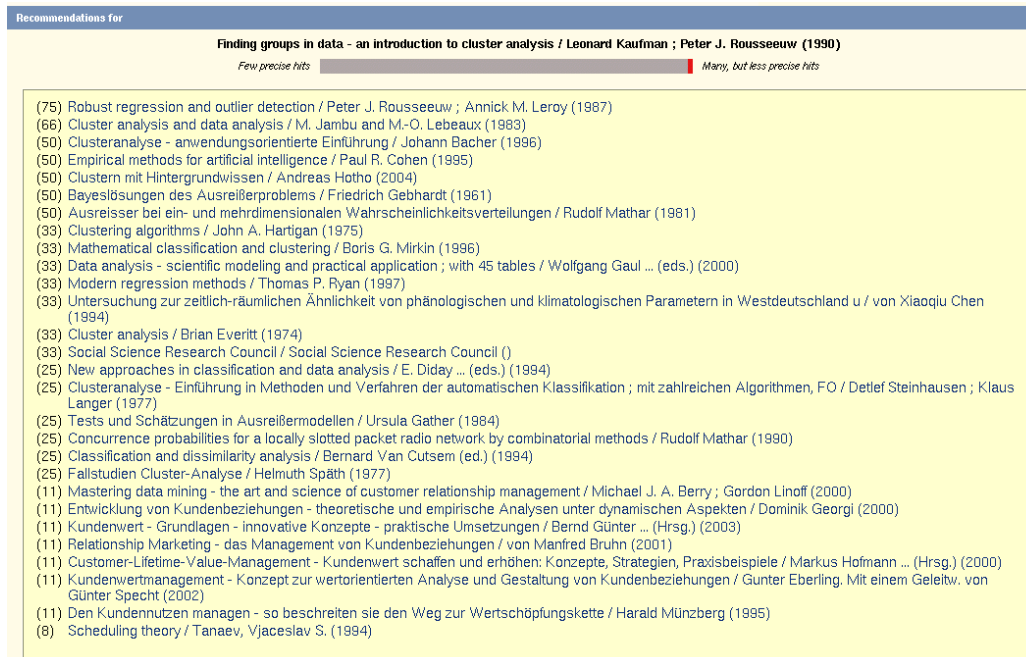 Recommendations for
Finding groups in data - an introduction to cluster analysis / Leonard Kaufman ; Peter J. Rousseeuw (1990)
Few precise hits Many, but less precise hits
(75) Robust regression and outlier detection / Peter J. Rousseeuw ; Annick M. Leroy (1987)
(66) Cluster analysis and data analysis / M. Jambu and M.-O. Lebeaux (1983)
(50) Clusteranalyse - anwendungsorientierte Einführung / Johann Bacher (1996)
(50) Empirical methods for artificial intelligence / Paul R. Cohen (1995)
(50) Clustern mit Hintergrundwissen / Andreas Hotho (2004)
(50) Bayeslösungen des Ausreißerproblems / Friedrich Gebhardt (1961)
(50) Ausreisser bei ein- und mehrdimensionalen Wahrscheinlichkeitsverteilungen / Rudolf Mathar (1981)
(33) Clustering algorithms / John A. Hartigan (1975)
(33) Mathematical classification and clustering / Boris G. Mirkin (1996)
(33) Data analysis - scientific modeling and practical application ; with 45 tables / Wolfgang Gaul ... (eds.) (2000)
(33) Modern regression methods / Thomas P. Ryan (1997)
(33) Untersuchung zur zeitlich-räumlichen Ähnlichkeit von phänologischen und klimatologischen Parametern in Westdeutschland u / von Xiaoqiu Chen
(1994)
(33) Cluster analysis / Brian Everitt (1974)
(33) Social Science Research Council / Social Science Research Council ()
(25) New approaches in classification and data analysis / E. Diday ... (eds.) (1994)
(25) Clusteranalyse - Einführung in Methoden und Verfahren der automatischen Klassifikation ; mit zahlreichen Algorithmen, FO / Detlef Steinhausen ; Klaus
Langer (1977)
(25) Tests und Schätzungen in Ausreißermodellen / Ursula Gather (1984)
(25) Concurrence probabilities for a locally slotted packet radio network by combinatorial methods / Rudolf Mathar (1990)
(25) Classification and dissimilarity analysis / Bernard Van Cutsem (ed.) (1994)
(25) Fallstudien Cluster-Analyse / Helmuth Späth (1977)
(11) Mastering data mining - the art and science of customer relationship management / Michael J. A. Berry ; Gordon Linoff (2000)
(11) Entwicklung von Kundenbeziehungen - theoretische und empirische Analysen unter dynamischen Aspekten / Dominik Georgi (2000)
(11) Kundenwert - Grundlagen - innovative Konzepte - praktische Umsetzungen / Bernd Günter ... (Hrsg.) (2003)
(11) Relationship Marketing - das Management von Kundenbeziehungen / von Manfred Bruhn (2001)
(11) Customer-Lifetime-Value-Management - Kundenwert schaffen und erhöhen: Konzepte, Strategien, Praxisbeispiele / Markus Hofmann ... (Hrsg.) (2000)
(11) Kundenwertmanagement - Konzept zur wertorientierten Analyse und Gestaltung von Kundenbeziehungen / Gunter Eberling. Mit einem Geleitw. von
Günter Specht (2002)
(11) Den Kundennutzen managen - so beschreiten sie den Weg zur Wertschöpfungskette / Harald Münzberg (1995)
(8) Scheduling theory / Tanaev, Vjaceslav S. (1994)